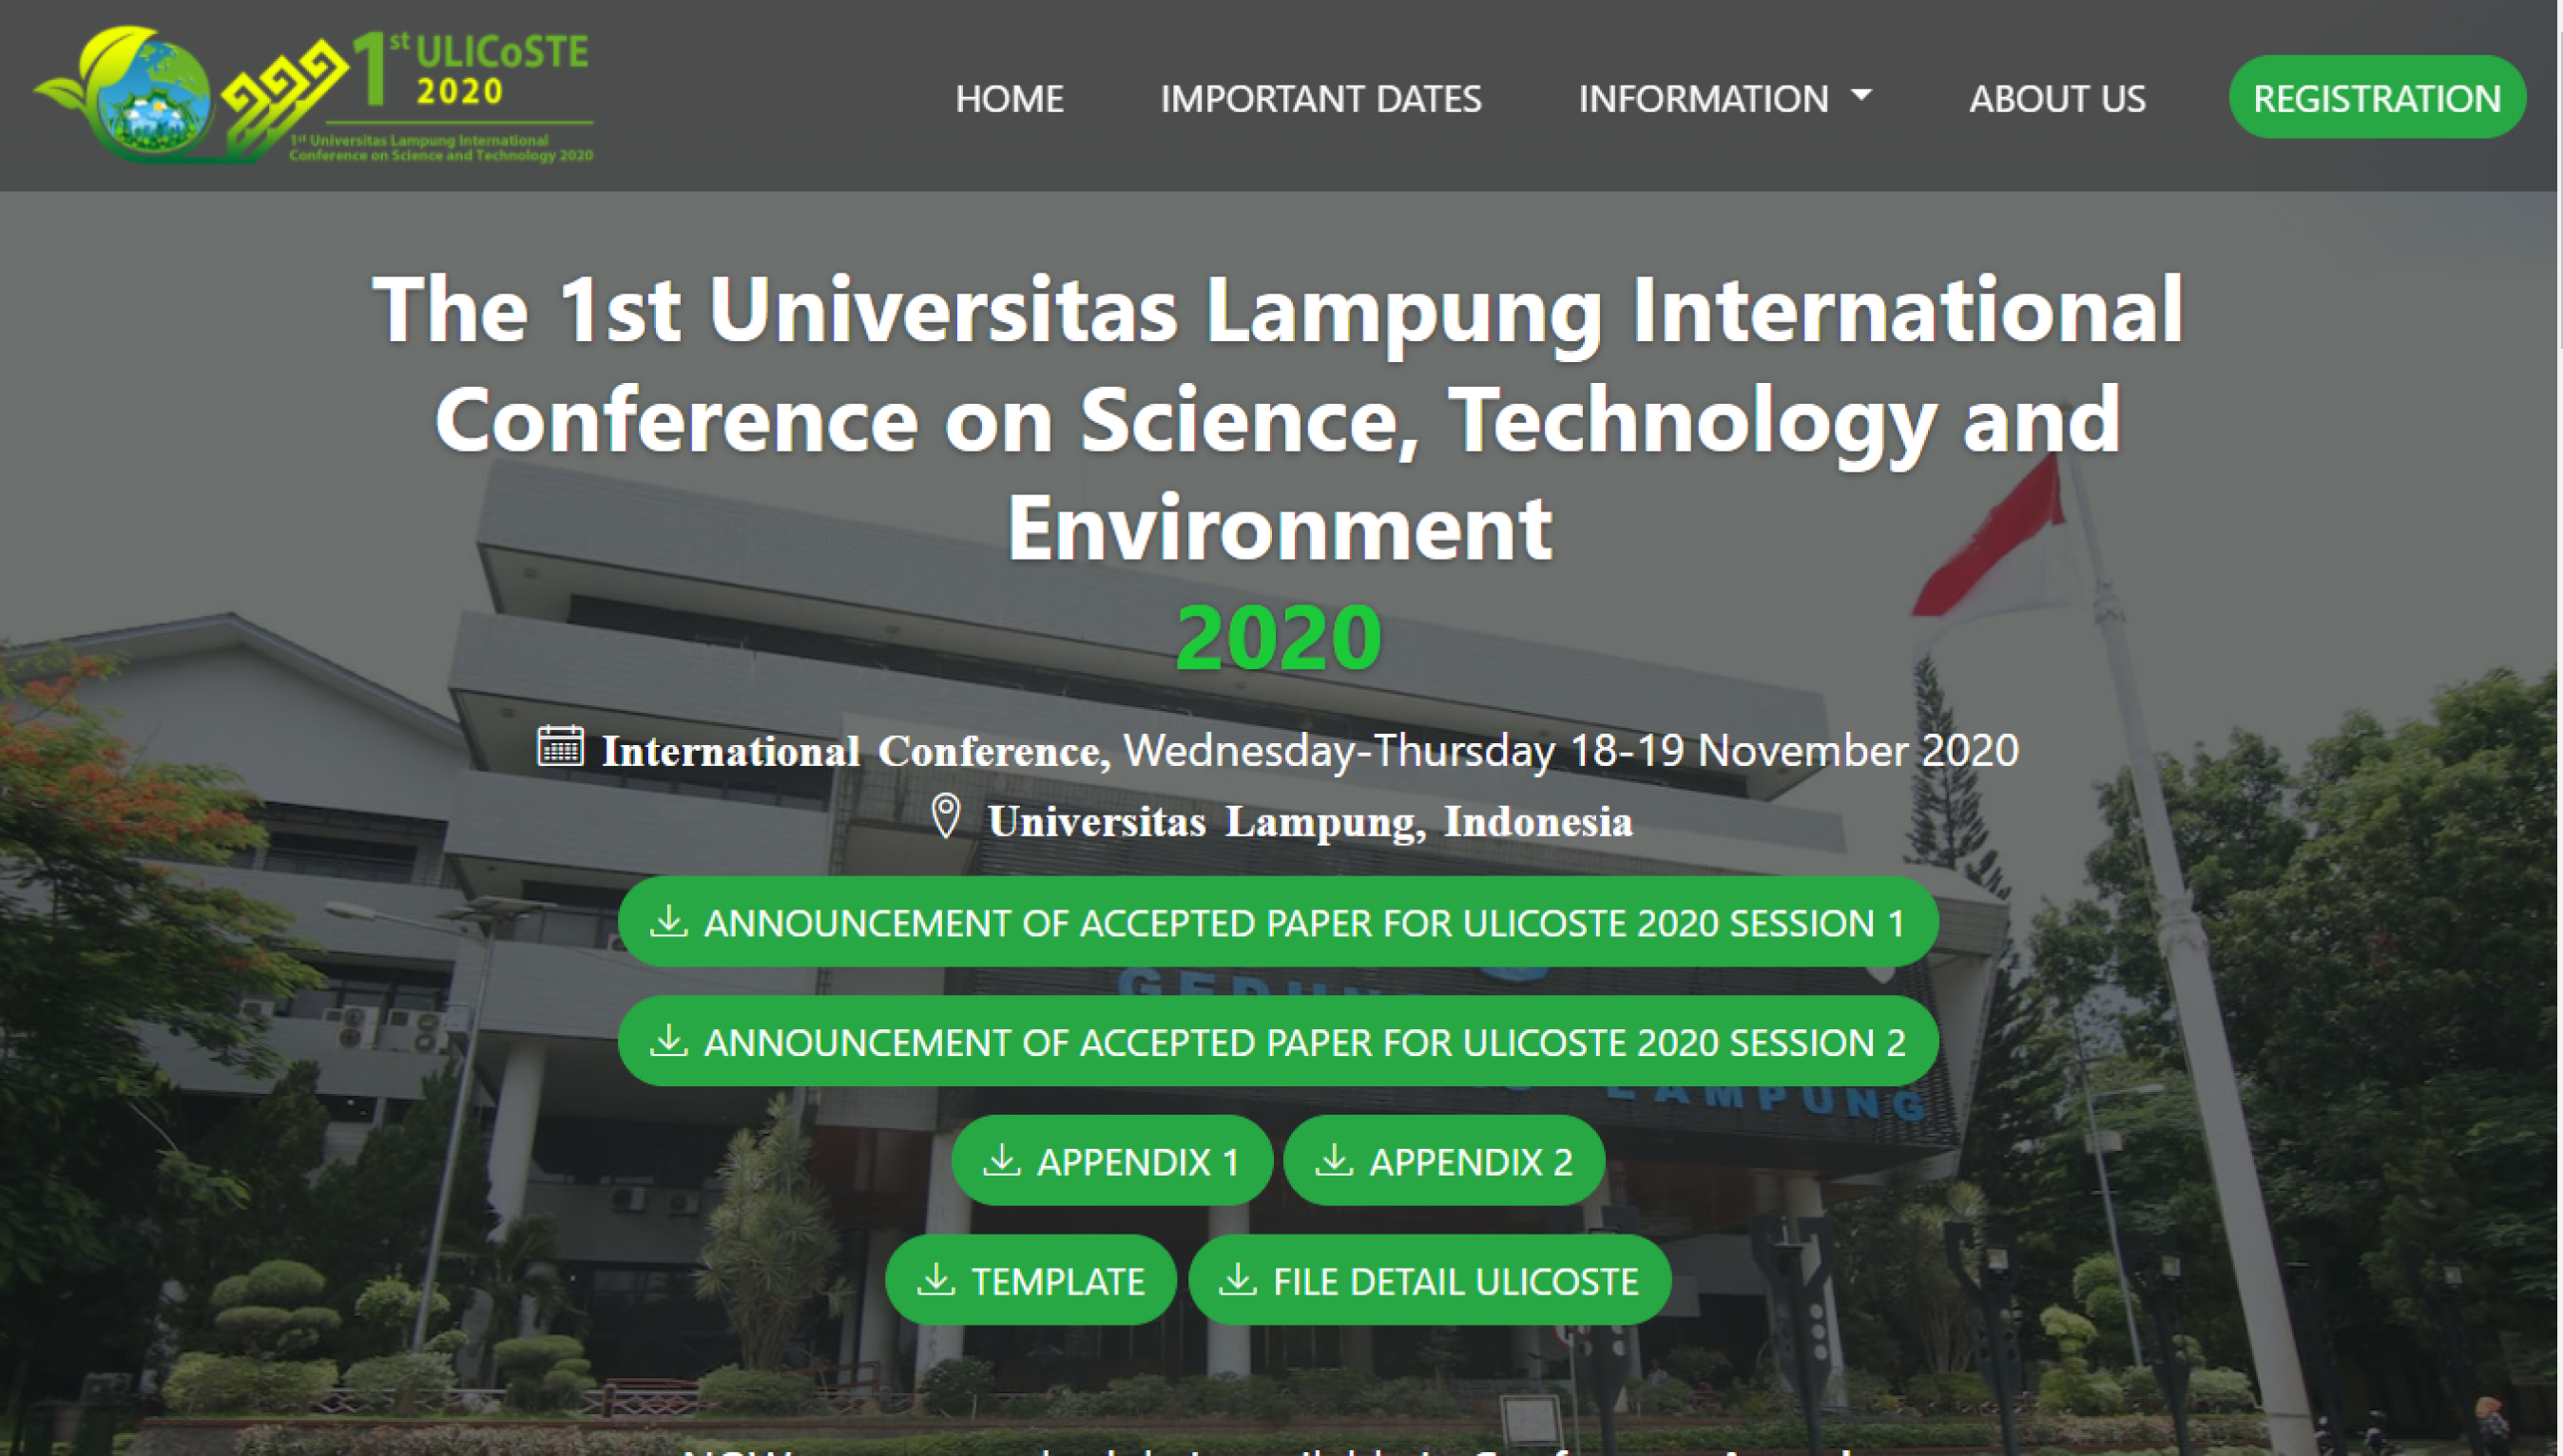 1st ULICoSTE
2020
1st Universitas Lampung International
Conference on Science and Technology 2020
HOME IMPORTANT DATES INFORMATION ABOUT US REGISTRATION
The 1st Universitas Lampung International
Conference on Science, Technology and
Environment
2020
International Conference, Wednesday-Thursday 18-19 November 2020
Universitas Lampung, Indonesia
ANNOUNCEMENT OF ACCEPTED PAPER FOR ULICOSTE 2020 SESSION 1
ANNOUNCEMENT OF ACCEPTED PAPER FOR ULICOSTE 2020 SESSION 2
LAMPUNG
APPENDIX 1 APPENDIX 2
TEMPLATE FILE DETAIL ULICOSTE